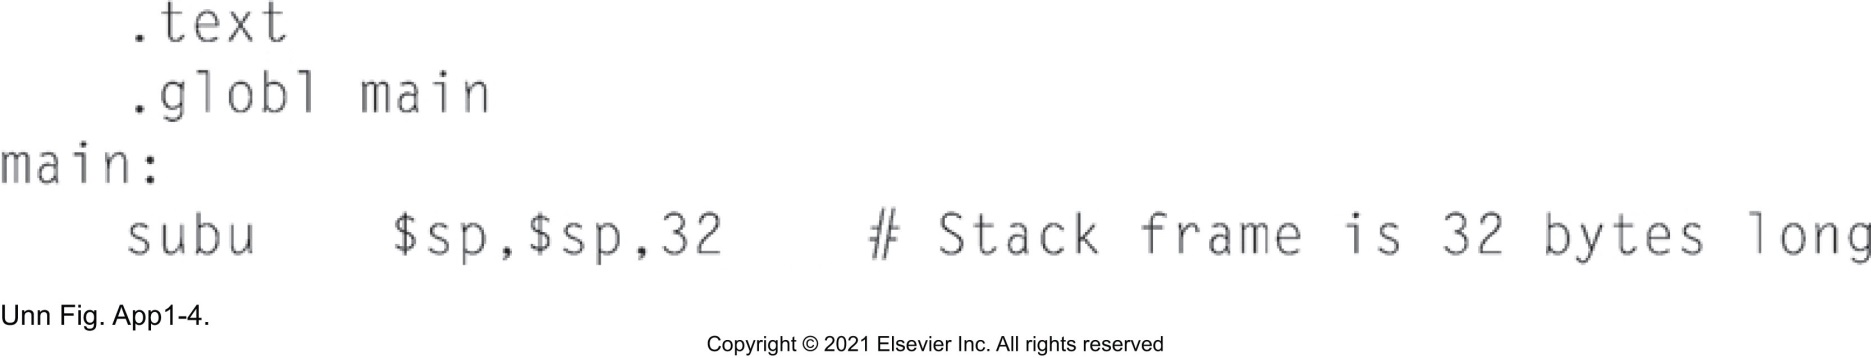 .text
.globl main
main:
subu $sp,$sp,32 # Stack frame is 32 bytes long
Unn Fig. App1-4.
Copyright © 2021 Elsevier Inc. All rights reserved